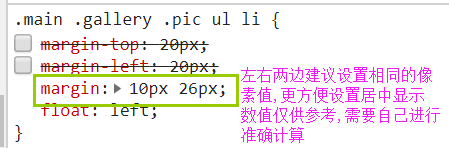 .main .gallery .pic ul li {
margin-top: 20px;
margin-left: 20px;
margin:▶ 10px 26px;
float: left;
}
左右两边建议设置相同的像
素值,更方便设置居中显示
数值仅供参考,需要自己进行
准确计算